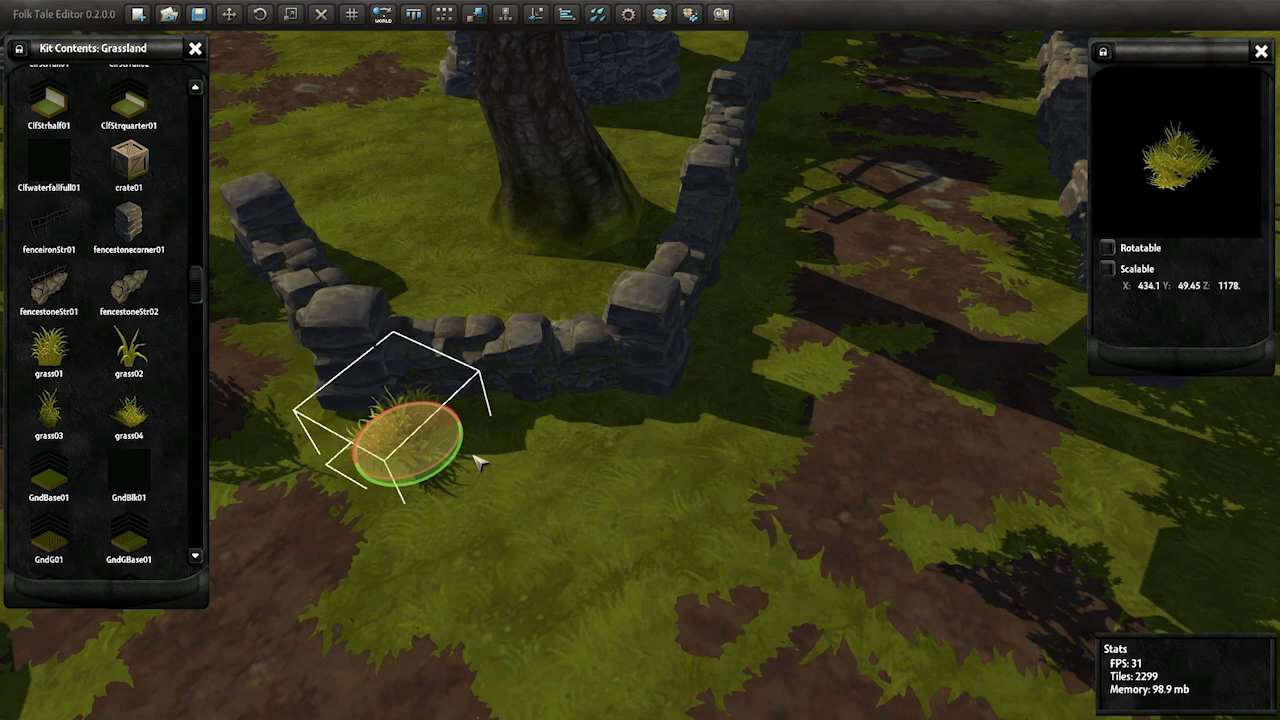 Folk Tale Editor 0.2.0.0
WORLD
Kit Contents: Grassland
ClfStrhalf01
ClfStrquarter01
Clfwaterfallfull01
crate01
fenceironStr01
fencestonecorner01
fencestoneStr01
fencestoneStr02
grass01
grass02
grass03
grass04
GndBase01
GndBlk01
GndG01
GndGBase01
Rotatable
Scalable
X: 434.1 Y: 49.45 Z: 1178.
Stats
FPS: 31
Tiles: 2299
Memory: 98.9 mb